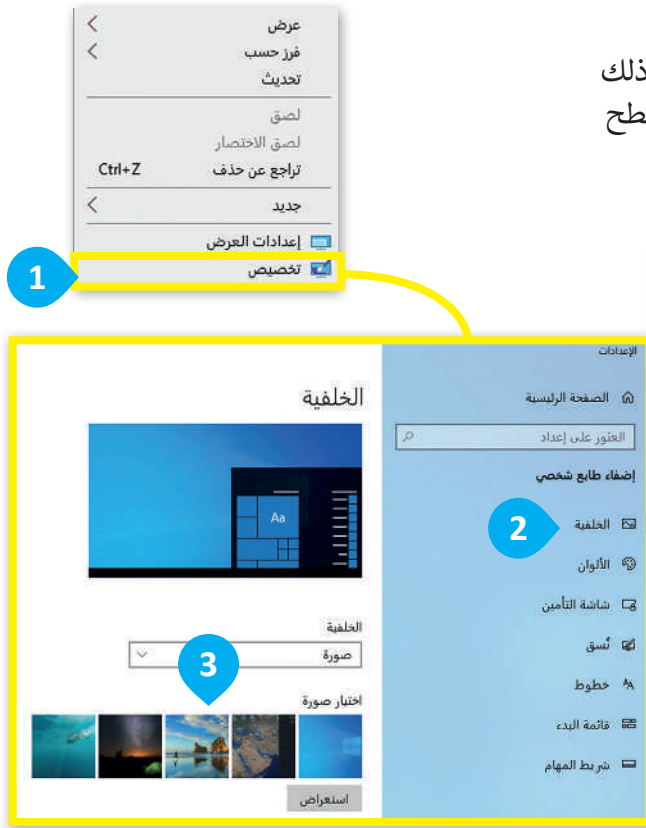 ذلك
طح
عرض
فرز حسب
تحديث
لصق
لصق الاختصار
تراجع عن حذف Ctrl+Z
جديد
إعدادات العرض
تخصيص
1
الإعدادات
الصفحة الرئيسية
العثور على إعداد
إضفاء طابع شخصي
الخلفية
2
الألوان
شاشة التأمين
نُسق
خطوط
قائمة البدء
شريط المهام
الخلفية
Aa
الخلفية
صورة
3
اختيار صورة
استعراض